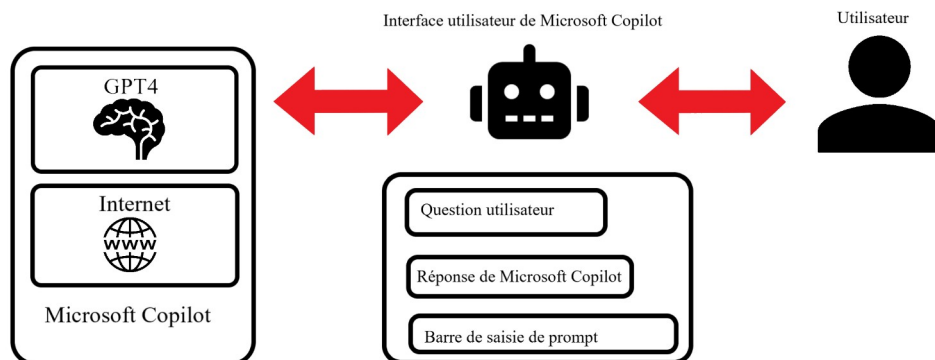 Interface utilisateur de Microsoft Copilot
Utilisateur
GPT4
Internet
www
Microsoft Copilot
Question utilisateur
Réponse de Microsoft Copilot
Barre de saisie de prompt